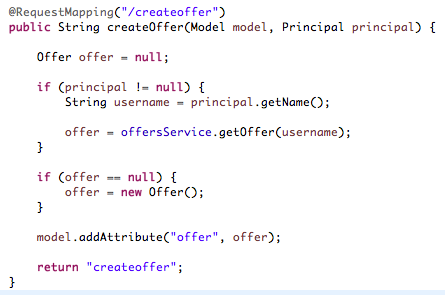 @RequestMapping("/createoffer")
public String createOffer(Model model, Principal principal) {
Offer offer = null;
if (principal != null) {
String username = principal.getName();
offer = offersService.getOffer(username);
}
if (offer == null) {
offer = new Offer();
}
model.addAttribute("offer", offer);
return "createoffer";
}